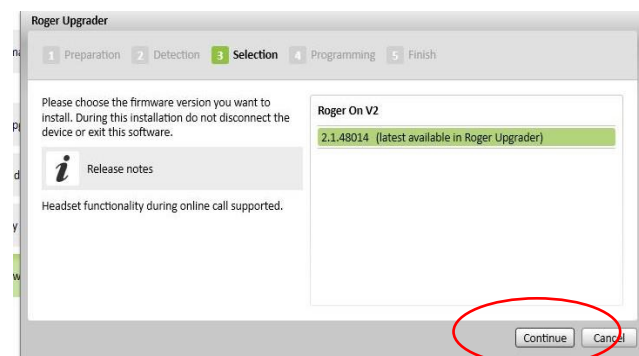 Roger Upgrader
1 Preparation 2 Detection 3 Selection 4 Programming 5 Finish
Please choose the firmware version you want to
install. During this installation do not disconnect the
device or exit this software.
i Release notes
Headset functionality during online call supported.
Roger On V2
2.1.48014 (latest available in Roger Upgrader)
Continue Cancel